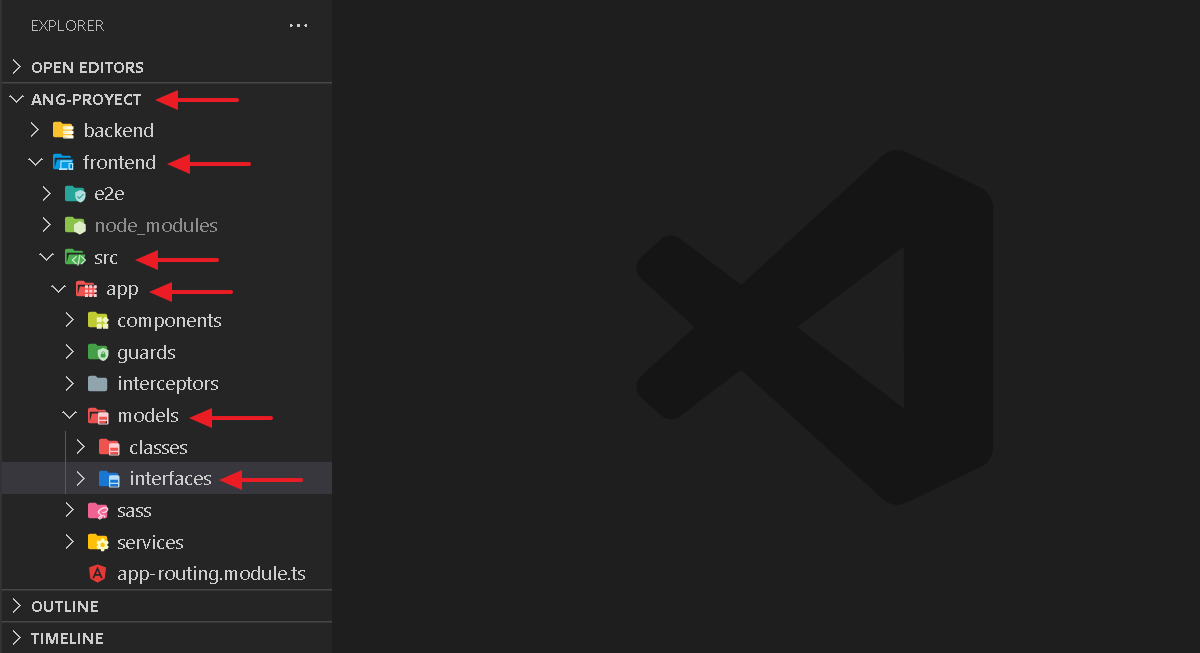 EXPLORER
OPEN EDITORS
ANG-PROYECT
backend
frontend
e2e
node_modules
src
app
components
guards
interceptors
models
classes
interfaces
sass
services
app-routing.module.ts
OUTLINE
TIMELINE